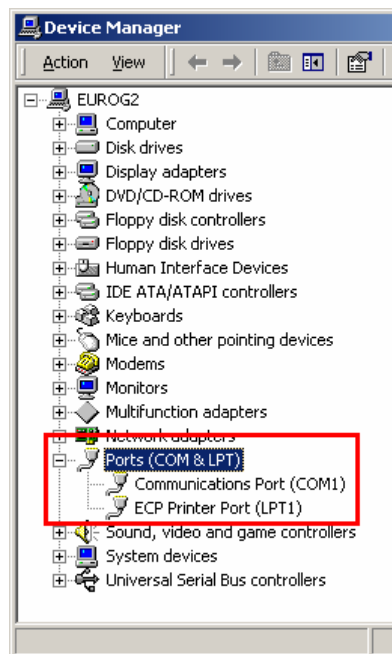 Device Manager
Action View
EUROG2
Computer
Disk drives
Display adapters
DVD/CD-ROM drives
Floppy disk controllers
Floppy disk drives
Human Interface Devices
IDE ATA/ATAPI controllers
Keyboards
Mice and other pointing devices
Modems
Monitors
Multifunction adapters
Network adapters
Ports (COM & LPT)
Communications Port (COM1)
ECP Printer Port (LPT1)
Sound, video and game controllers
System devices
Universal Serial Bus controllers